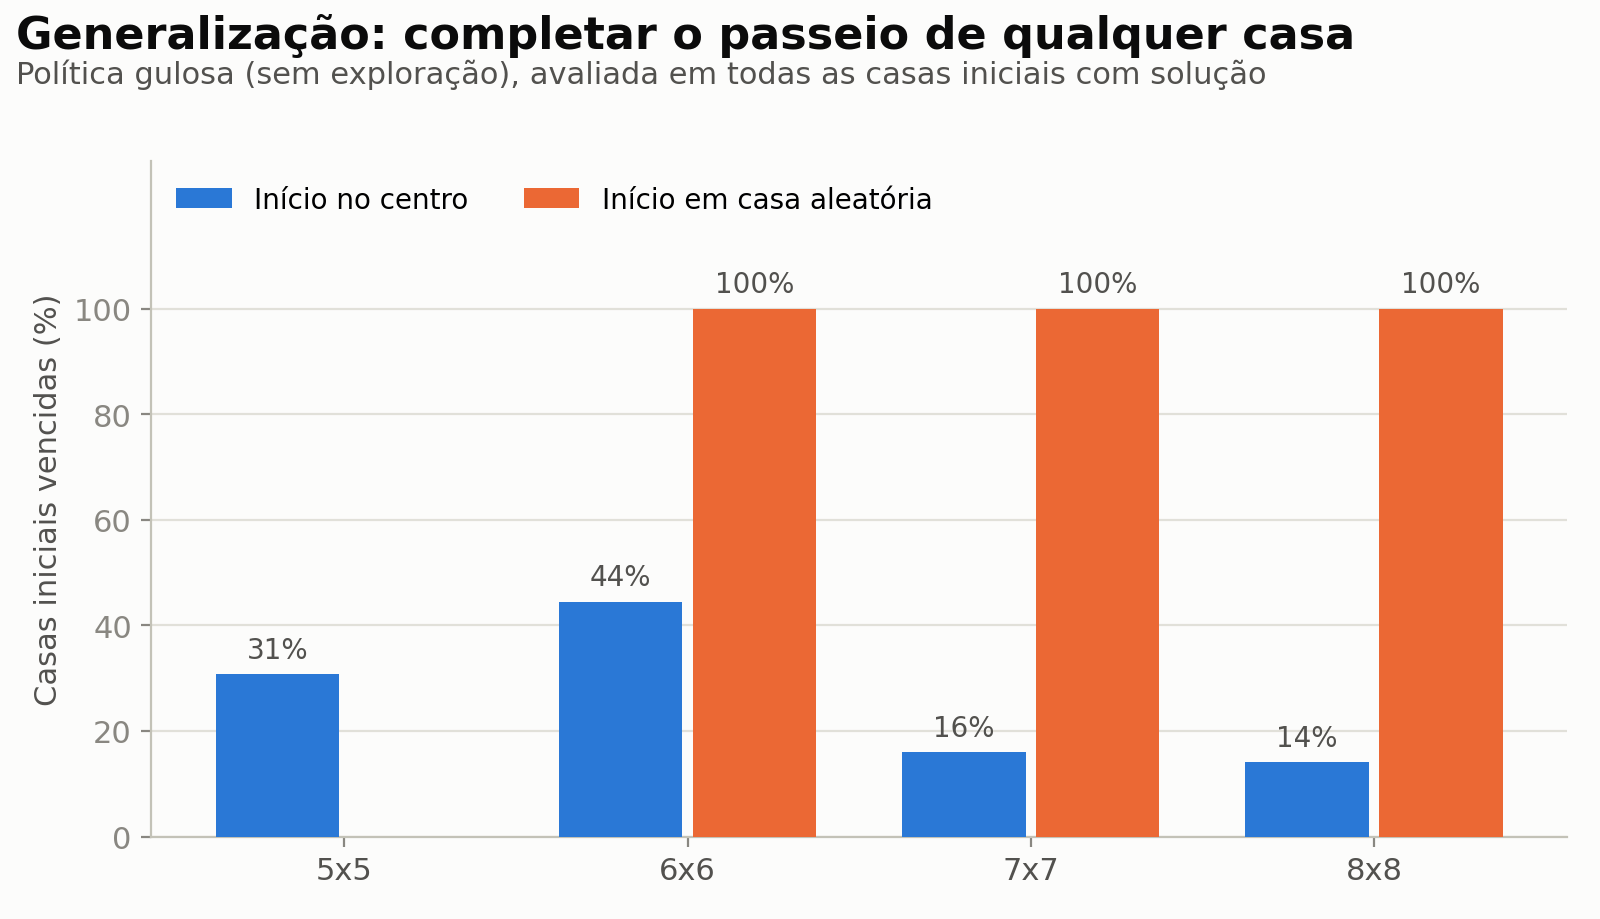 Generalização: completar o passeio de qualquer casa
Política gulosa (sem exploração), avaliada em todas as casas iniciais com solução
Início no centro
Início em casa aleatória
Casas iniciais vencidas (%)
100
80
60
40
20
0
31%
44%
100%
16%
100%
14%
100%
5x5
6x6
7x7
8x8